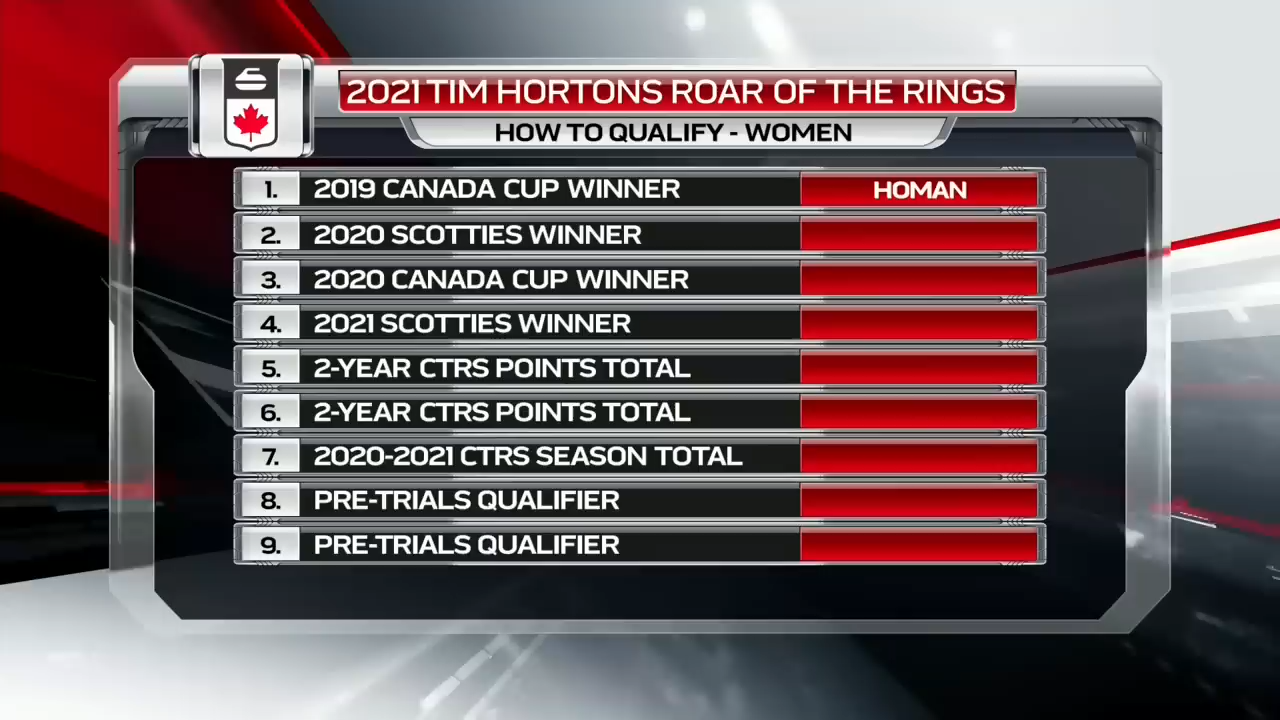 2021 TIM HORTONS ROAR OF THE RINGS
HOW TO QUALIFY - WOMEN
1. 2019 CANADA CUP WINNER HOMAN
2. 2020 SCOTTIES WINNER
3. 2020 CANADA CUP WINNER
4. 2021 SCOTTIES WINNER
5. 2-YEAR CTRS POINTS TOTAL
6. 2-YEAR CTRS POINTS TOTAL
7. 2020-2021 CTRS SEASON TOTAL
8. PRE-TRIALS QUALIFIER
9. PRE-TRIALS QUALIFIER